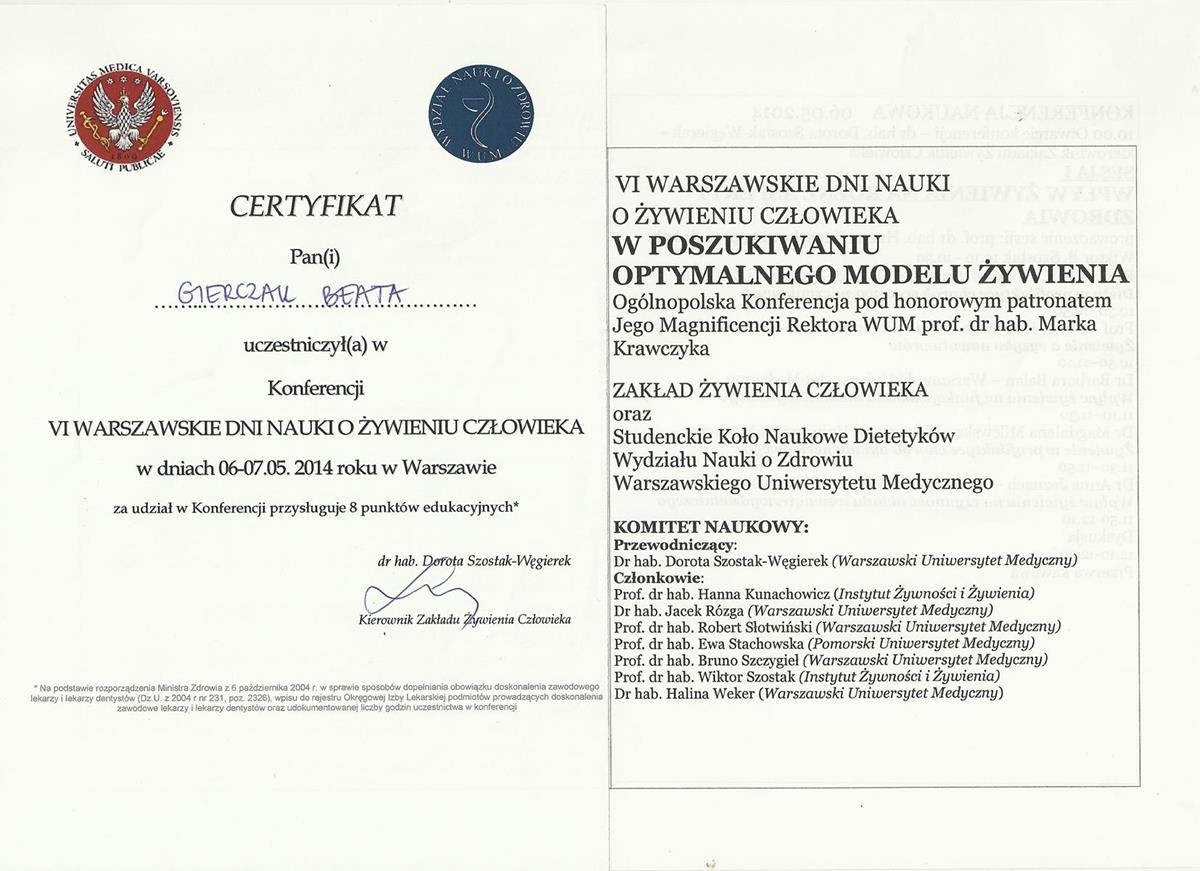 UNIVERSITAS MEDICA VARSOVIENSIS
1809
* SALUTI PUBLICAE *
WYDZIAŁ NAUKI O ZDROWIU
WUM
CERTYFIKAT
Pan(i)
GIERCZAK BEATA
uczestniczył(a) w
Konferencji
VI WARSZAWSKIE DNI NAUKI O ŻYWIENIU CZŁOWIEKA
w dniach 06-07.05. 2014 roku w Warszawie
za udział w Konferencji przysługuje 8 punktów edukacyjnych*
dr hab. Dorota Szostak-Węgierek
Kierownik Zakładu Żywienia Człowieka
* Na podstawie rozporządzenia Ministra Zdrowia z 6 października 2004 r. w sprawie sposobów dopełniania obowiązku doskonalenia zawodowego
lekarzy i lekarzy dentystów (Dz.U. z 2004 r nr 231, poz. 2326), wpisu do rejestru Okręgowej Izby Lekarskiej podmiotów prowadzących doskonalenia
zawodowe lekarzy i lekarzy dentystów oraz udokumentowanej liczby godzin uczestnictwa w konferencji
VI WARSZAWSKIE DNI NAUKI
O ŻYWIENIU CZŁOWIEKA
W POSZUKIWANIU
OPTYMALNEGO MODELU ŻYWIENIA
Ogólnopolska Konferencja pod honorowym patronatem
Jego Magnificencji Rektora WUM prof. dr hab. Marka
Krawczyka
ZAKŁAD ŻYWIENIA CZŁOWIEKA
oraz
Studenckie Koło Naukowe Dietetyków
Wydziału Nauki o Zdrowiu
Warszawskiego Uniwersytetu Medycznego
KOMITET NAUKOWY:
Przewodniczący:
Dr hab. Dorota Szostak-Węgierek (Warszawski Uniwersytet Medyczny)
Członkowie:
Prof. dr hab. Hanna Kunachowicz (Instytut Żywności i Żywienia)
Dr hab. Jacek Rózga (Warszawski Uniwersytet Medyczny)
Prof. dr hab. Robert Słotwiński (Warszawski Uniwersytet Medyczny)
Prof. dr hab. Ewa Stachowska (Pomorski Uniwersytet Medyczny)
Prof. dr hab. Bruno Szczygieł (Warszawski Uniwersytet Medyczny)
Prof. dr hab. Wiktor Szostak (Instytut Żywności i Żywienia)
Dr hab. Halina Weker (Warszawski Uniwersytet Medyczny)